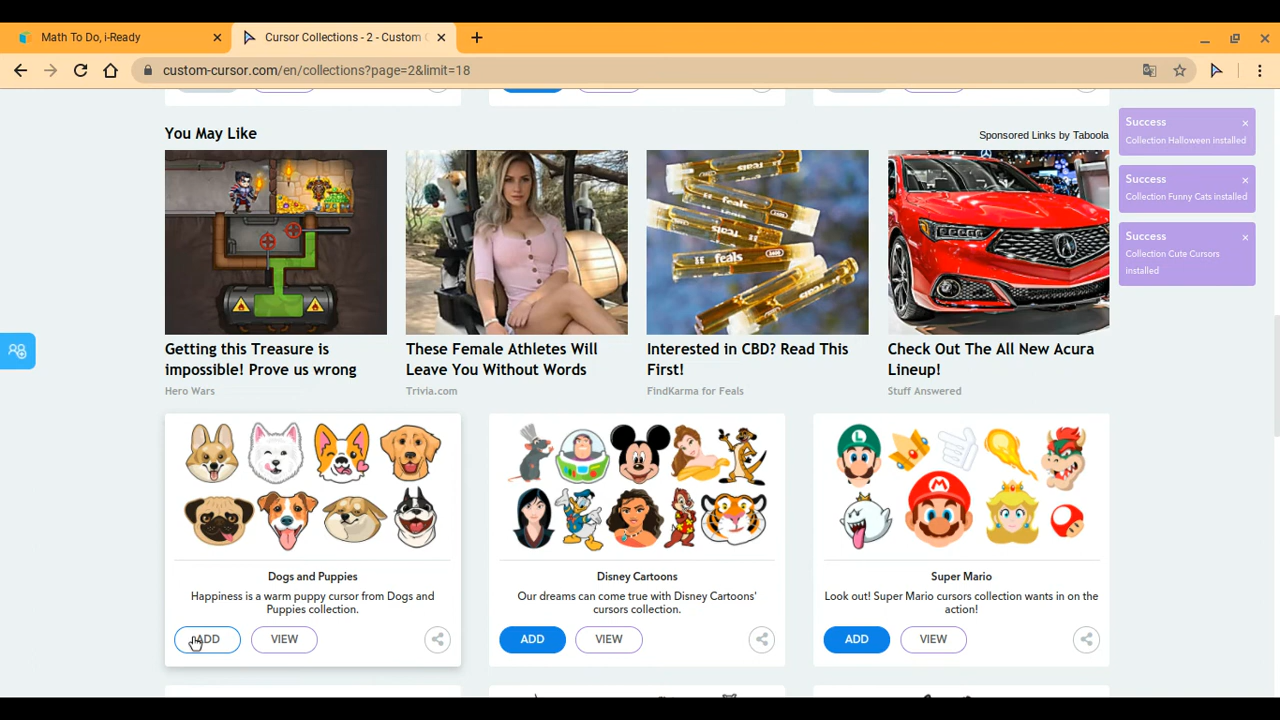 Math To Do, i-Ready
Cursor Collections - 2 - Custom C
custom-cursor.com/en/collections?page=2&limit=18
You May Like
Sponsored Links by Taboola
Success
Collection Halloween installed
Success
Collection Funny Cats installed
Success
Collection Cute Cursors
installed
feals
feals
Getting this Treasure is
impossible! Prove us wrong
Hero Wars
These Female Athletes Will
Leave You Without Words
Trivia.com
Interested in CBD? Read This
First!
FindKarma for Feals
Check Out The All New Acura
Lineup!
Stuff Answered
Dogs and Puppies
Happiness is a warm puppy cursor from Dogs and
Puppies collection.
ADD
VIEW
Disney Cartoons
Our dreams can come true with Disney Cartoons'
cursors collection.
ADD
VIEW
Super Mario
Look out! Super Mario cursors collection wants in on the
action!
ADD
VIEW